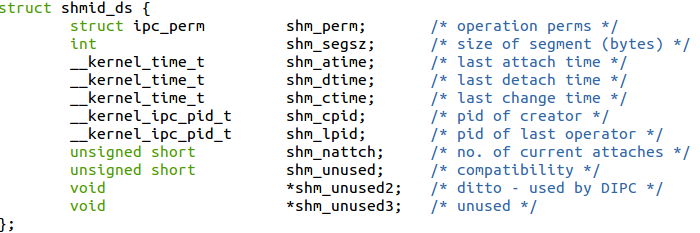 struct shmid_ds {
        struct ipc_perm         shm_perm;       /* operation perms */
        int                     shm_segsz;      /* size of segment (bytes) */
        __kernel_time_t         shm_atime;      /* last attach time */
        __kernel_time_t         shm_dtime;      /* last detach time */
        __kernel_time_t         shm_ctime;      /* last change time */
        __kernel_ipc_pid_t      shm_cpid;       /* pid of creator */
        __kernel_ipc_pid_t      shm_lpid;       /* pid of last operator */
        unsigned short          shm_nattch;     /* no. of current attaches */
        unsigned short          shm_unused;     /* compatibility */
        void                    *shm_unused2;   /* ditto - used by DIPC */
        void                    *shm_unused3;   /* unused */
};